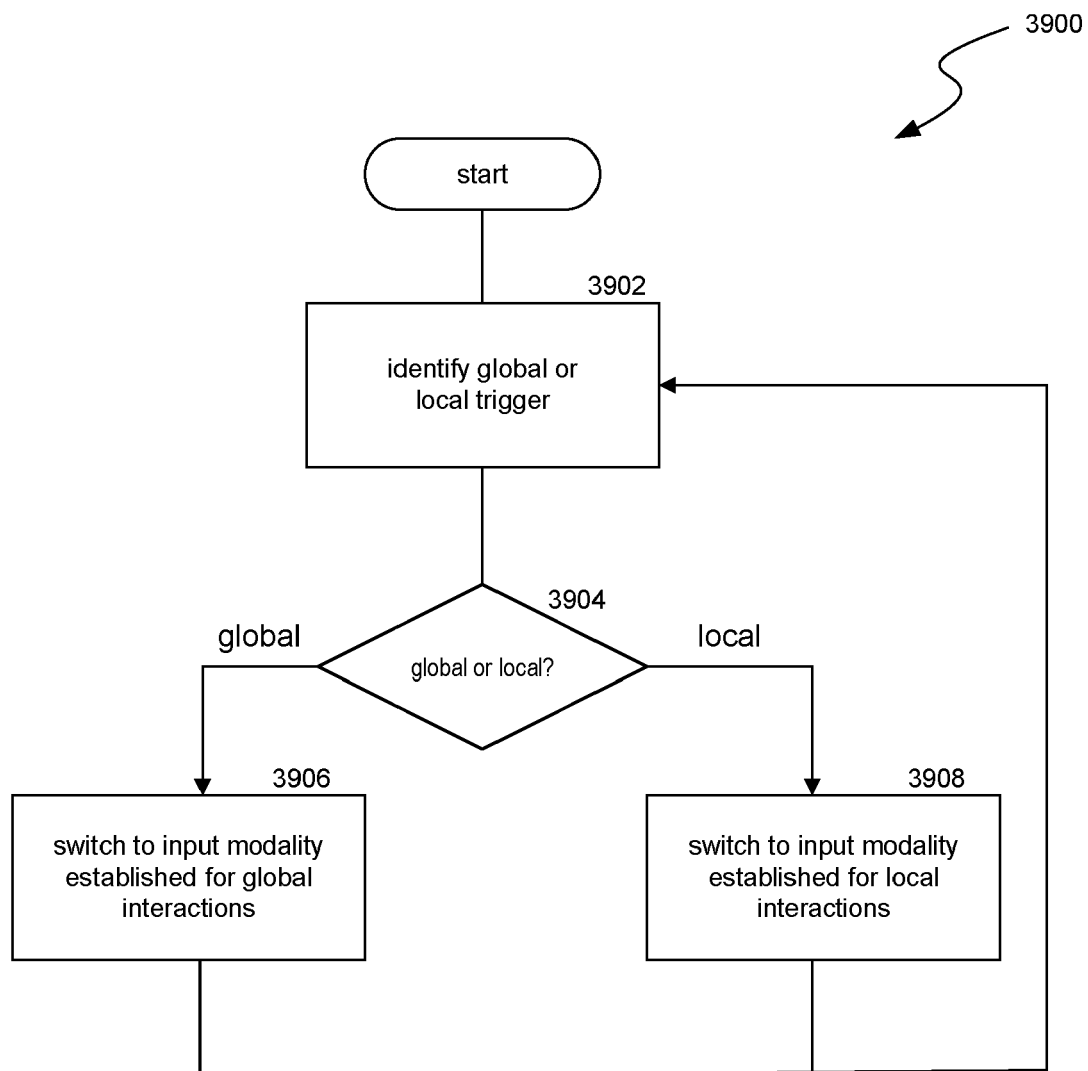 3900
start
3902
identify global or
local trigger
3904
global
local
global or local?
3906
3908
switch to input modality
established for global
interactions
switch to input modality
established for local
interactions